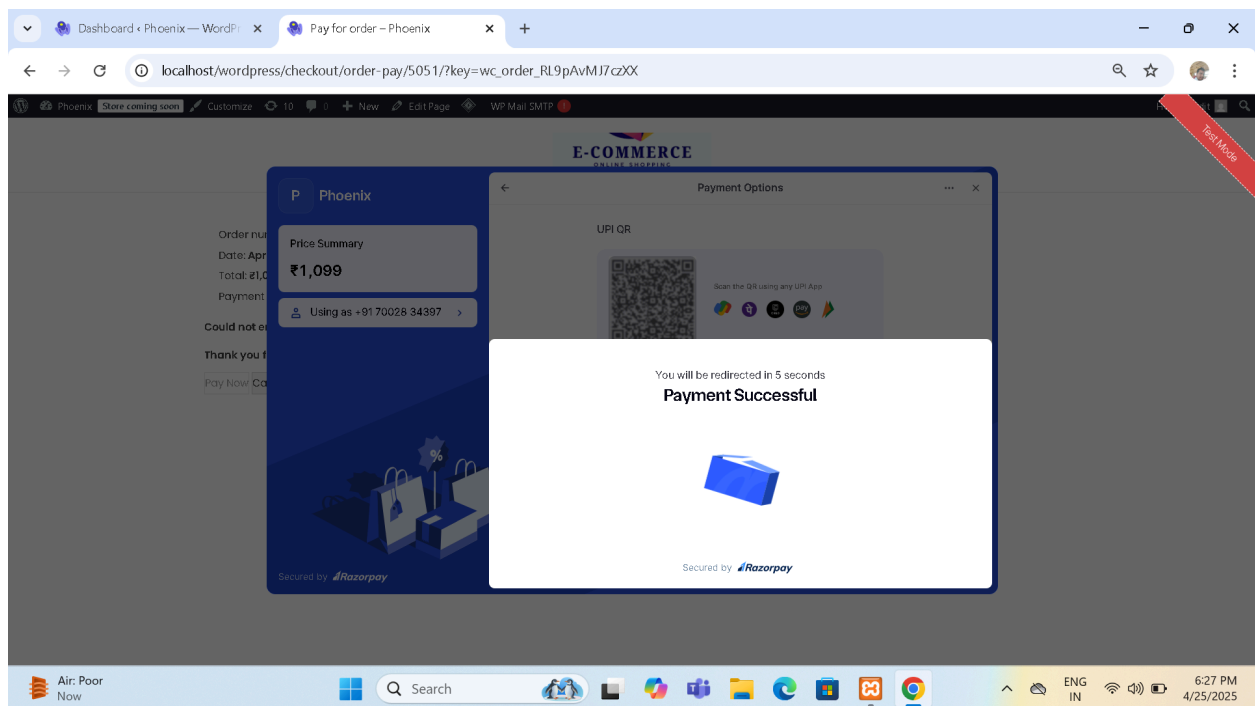 Dashboard ‹ Phoenix — WordPr
Pay for order – Phoenix
localhost/wordpress/checkout/order-pay/5051/?key=wc_order_RL9pAvMJ7czXX
Phoenix Store coming soon Customize 10 0 New Edit Page WP Mail SMTP 1
Test Mode
E-COMMERCE
ONLINE SHOPPING
P Phoenix
Payment Options
Order nu
Date: Apr
Total: ₹1,0
Payment
Could not e
Thank you f
Pay Now Ca
Price Summary
₹1,099
Using as +91 70028 34397
UPI QR
Scan the QR using any UPI App
pay
You will be redirected in 5 seconds
Payment Successful
%
Secured by Razorpay
Secured by Razorpay
Air: Poor
Now
Search
ENG
IN
6:27 PM
4/25/2025